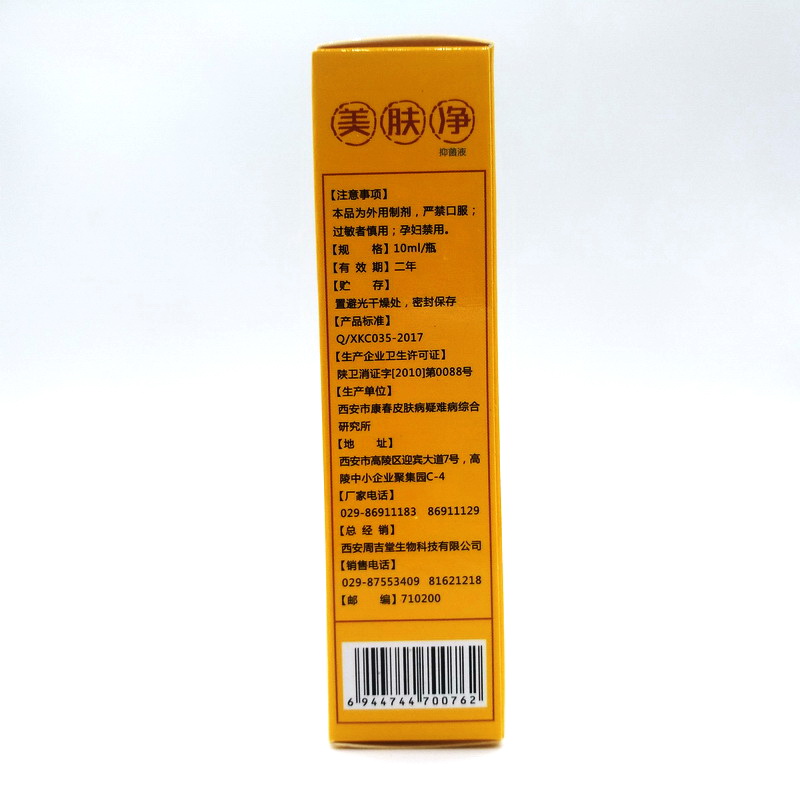 美肤净
抑菌液
【注意事项】
本品为外用制剂，严禁口服；
过敏者慎用；孕妇禁用。
【规 格】10ml/瓶
【有 效 期】二年
【贮 存】
置避光干燥处，密封保存
【产品标准】
Q/XKC035-2017
【生产企业卫生许可证】
陕卫消证字[2010]第0088号
【生产单位】
西安市康春皮肤病疑难病综合
研究所
【地 址】
西安市高陵区迎宾大道7号，高
陵中小企业聚集园C-4
【厂家电话】
029-86911183 86911129
【总 经 销】
西安周吉堂生物科技有限公司
【销售电话】
029-87553409 81621218
【邮 编】710200
6 944744 700762